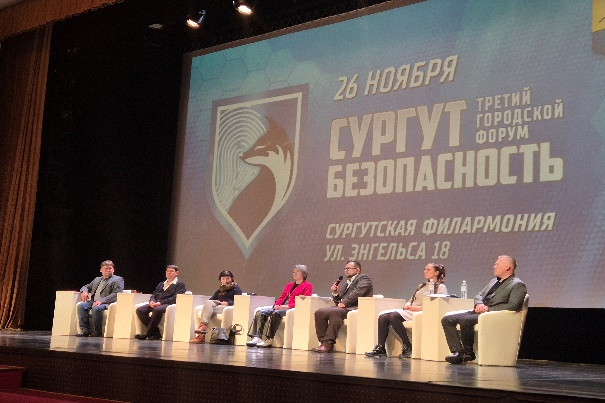 26 НОЯБРЯ
СУРГУТ
ТРЕТИЙ
ГОРОДСКОЙ
ФОРУМ
БЕЗОПАСНОСТЬ
СУРГУТСКАЯ ФИЛАРМОНИЯ
УЛ. ЭНГЕЛЬСА 18